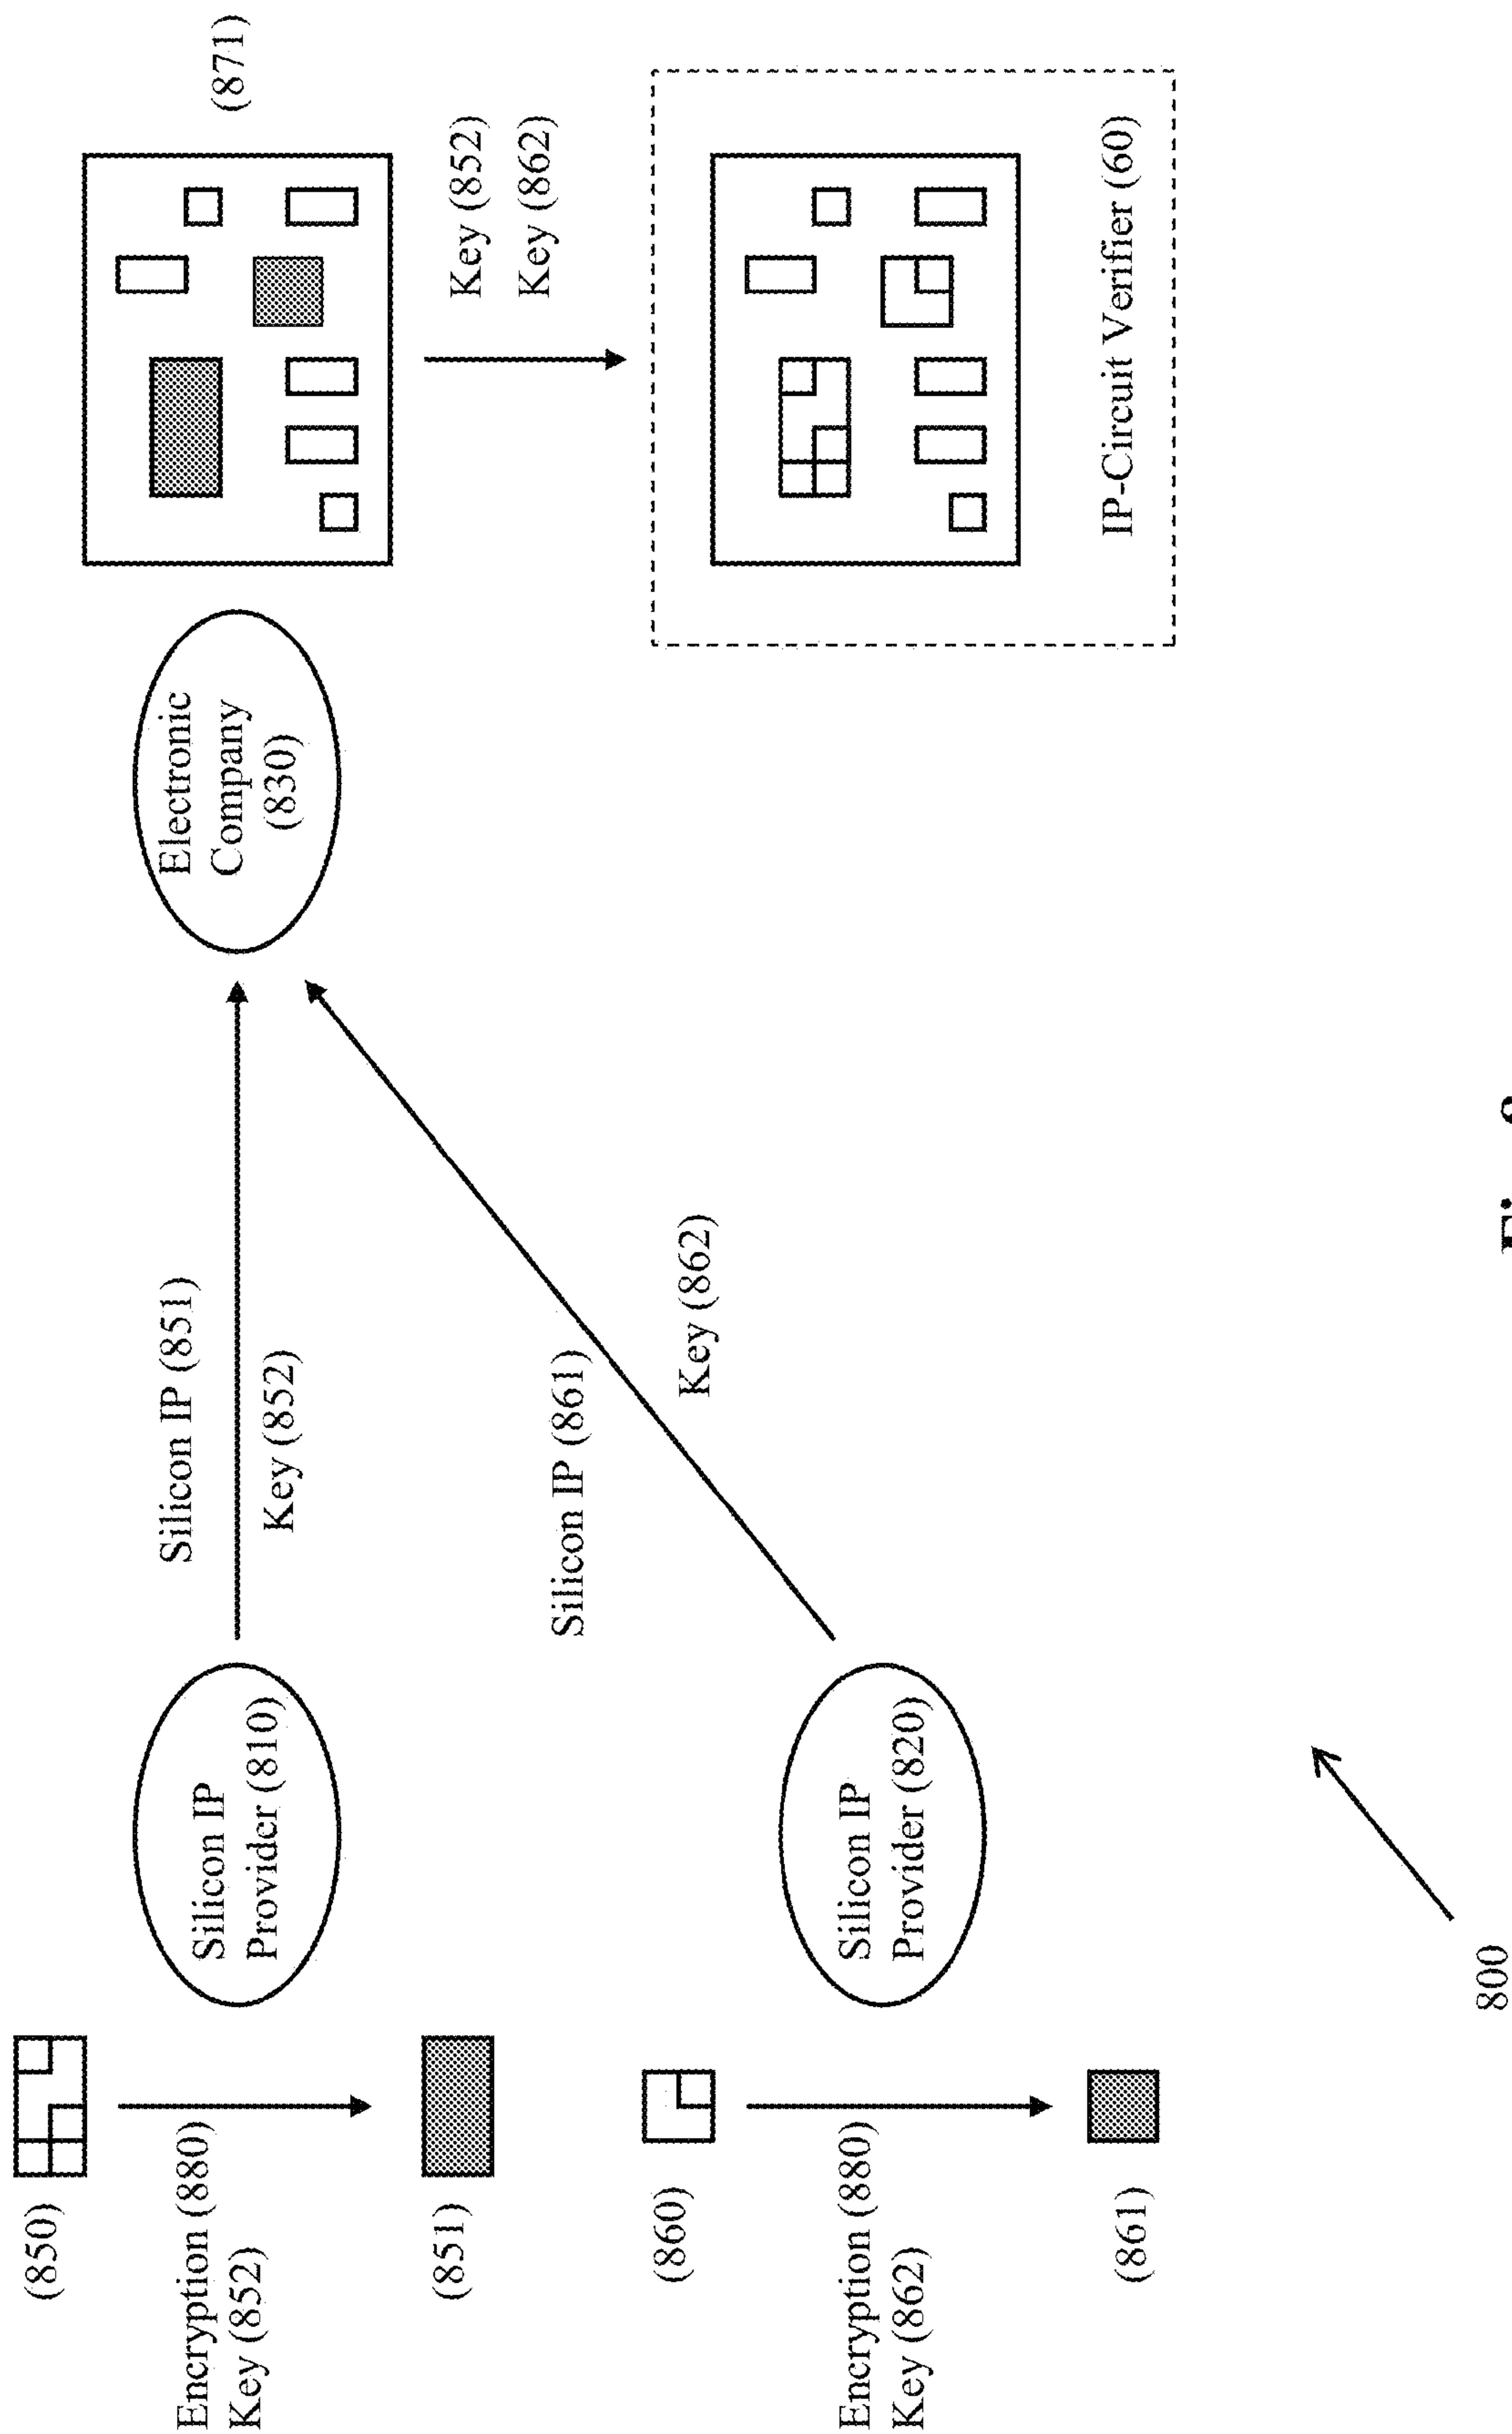 (850)
Encryption (880)
Key (852)
(851)
Silicon IP
Provider (810)
Silicon IP (851)
Key (852)
Electronic
Company
(830)
(871)
Key (852)
Key (862)
IP-Circuit Verifier (60)
(860)
Encryption (880)
Key (862)
(861)
Silicon IP
Provider (820)
Silicon IP (861)
Key (862)
800